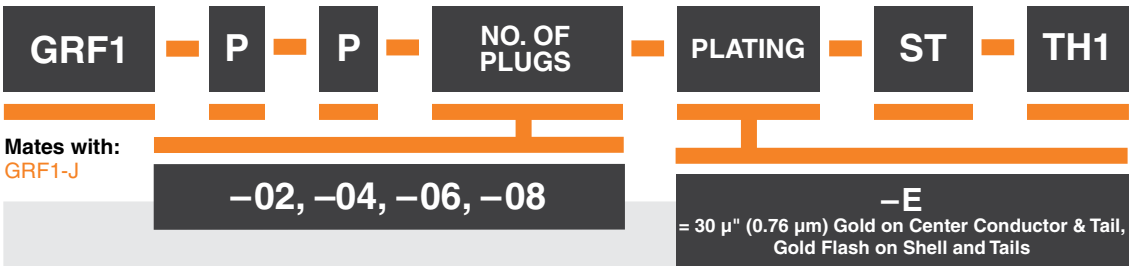 GRF1
P
P
NO. OF
PLUGS
PLATING
ST
TH1
Mates with:
GRF1-J
–02, –04, –06, –08
–E
= 30 µ" (0.76 µm) Gold on Center Conductor & Tail,
Gold Flash on Shell and Tails